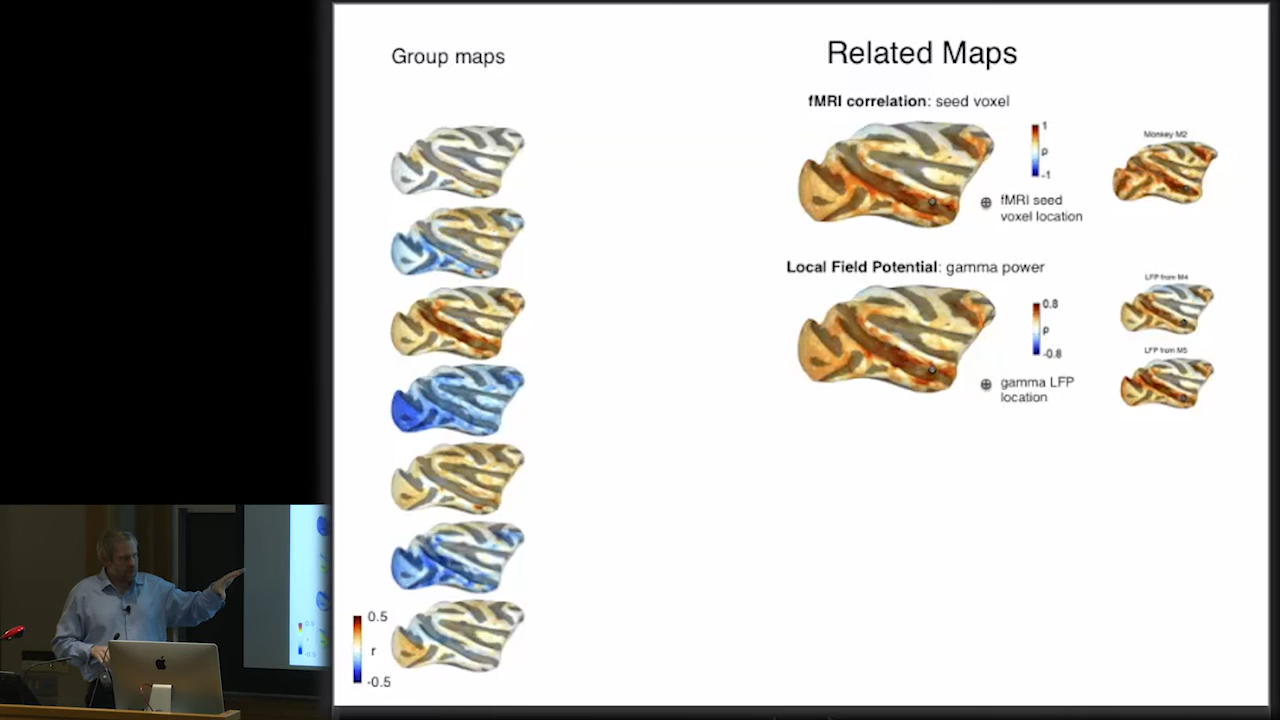 Group maps
0.5
r
-0.5
Related Maps
fMRI correlation: seed voxel
1
ρ
-1
fMRI seed
voxel location
Monkey M2
Local Field Potential: gamma power
0.8
ρ
-0.8
gamma LFP
location
LFP from M4
LFP from M5